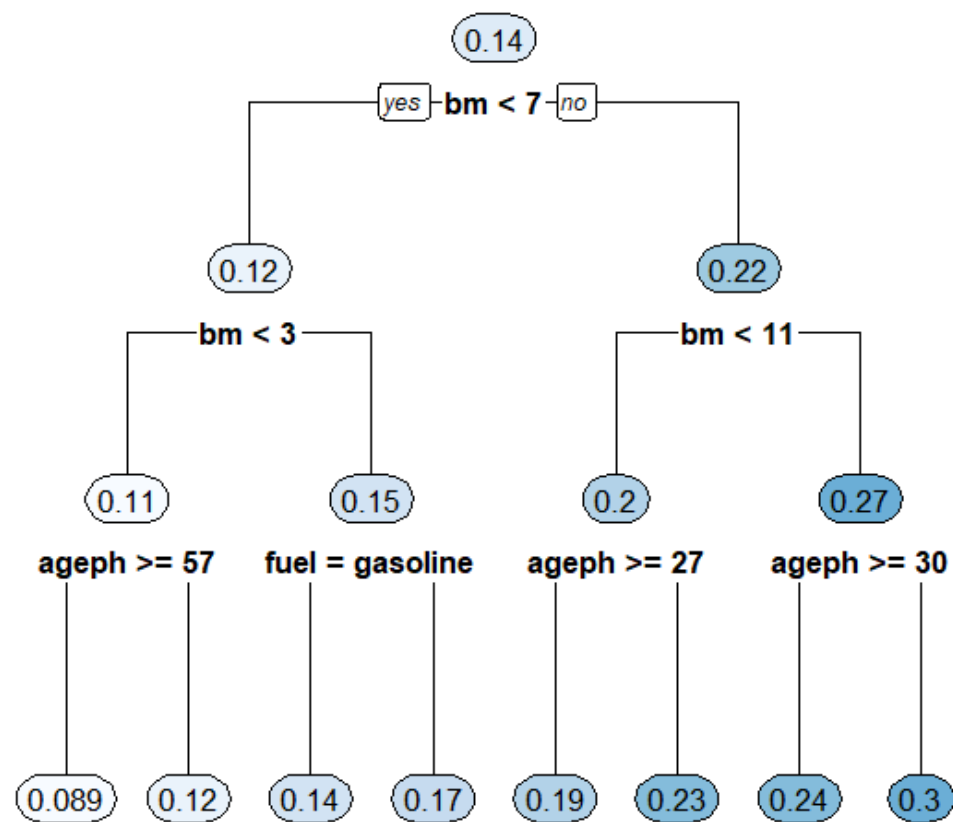 0.14
yes bm < 7 no
0.12 0.22
bm < 3 bm < 11
0.11 0.15 0.2 0.27
ageph >= 57 fuel = gasoline ageph >= 27 ageph >= 30
0.089 0.12 0.14 0.17 0.19 0.23 0.24 0.3